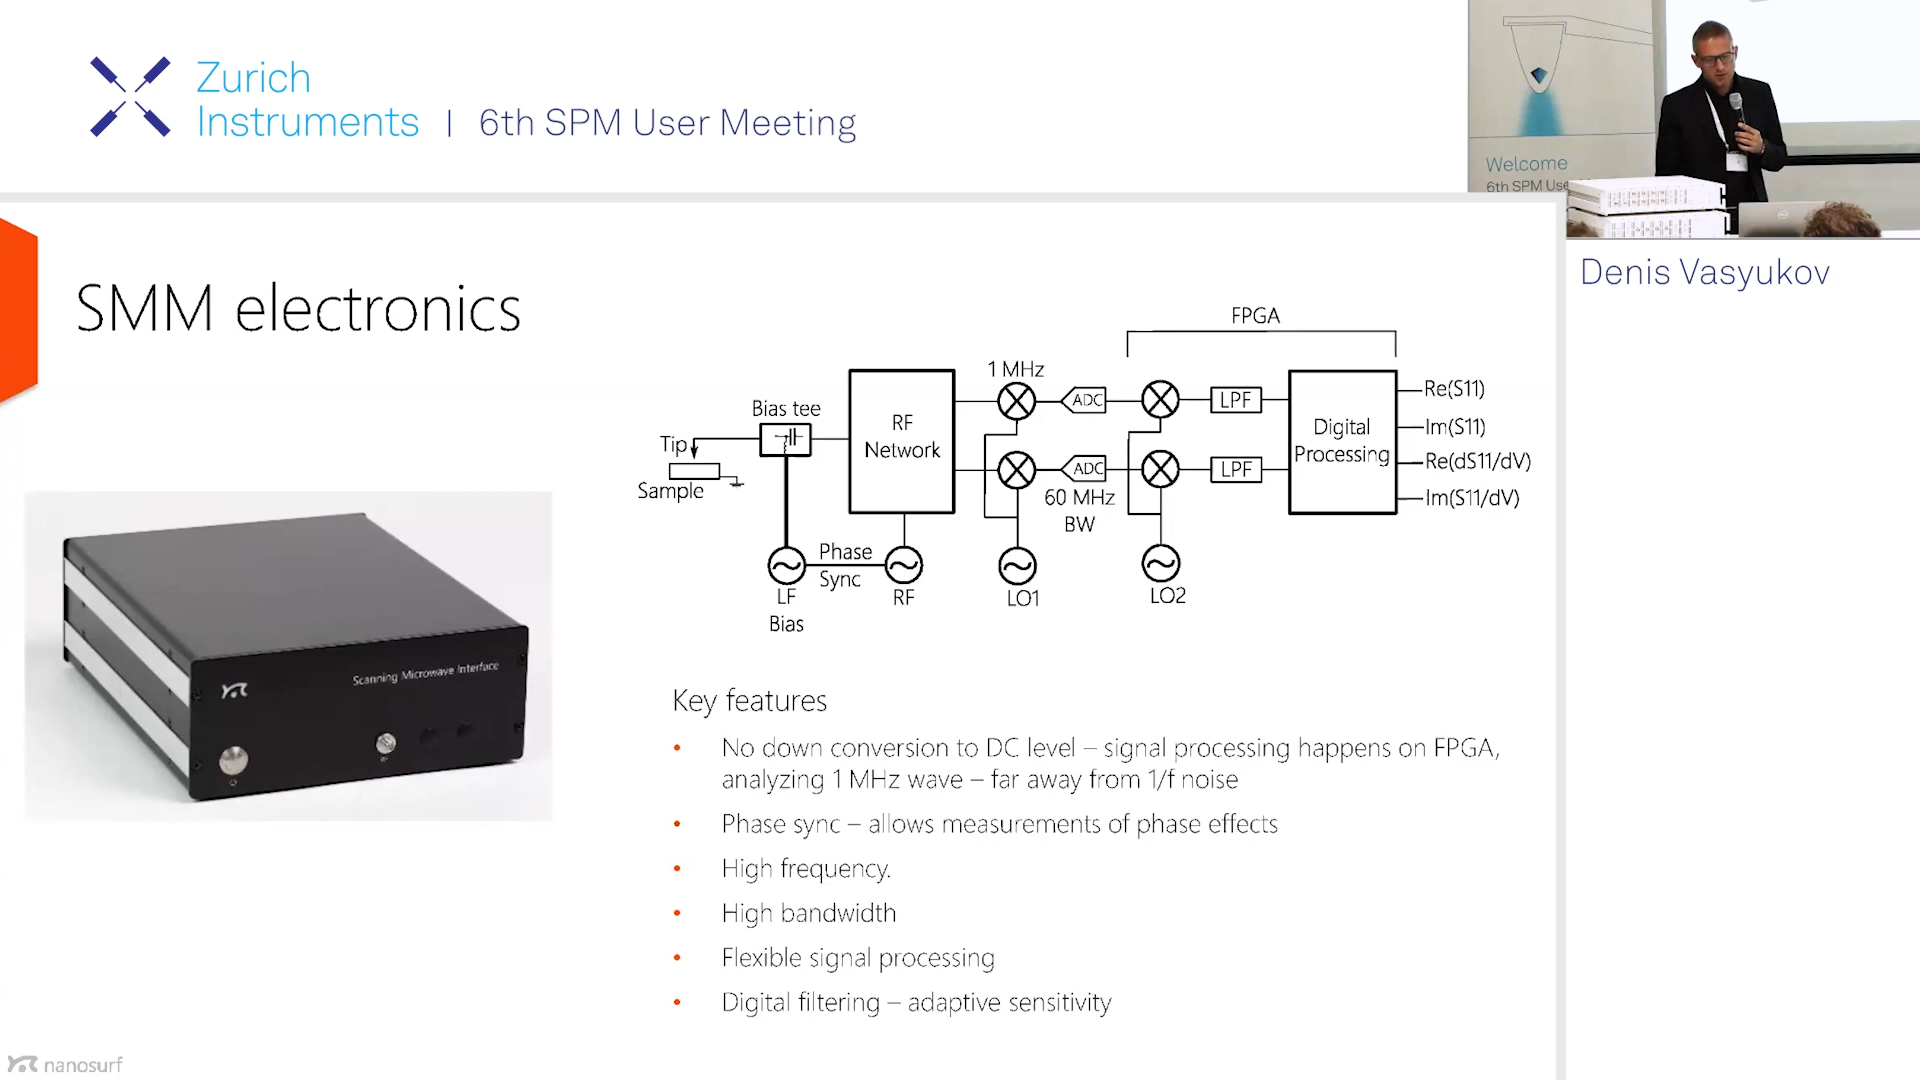 Zurich
Instruments | 6th SPM User Meeting
Welcome
6th SPM Use
Denis Vasyukov
SMM electronics
FPGA
1 MHz
Bias tee
Tip
Sample
RF
Network
ADC
ADC
60 MHz
BW
LPF
LPF
Digital
Processing
Re(S11)
Im(S11)
Re(dS11/dV)
Im(S11/dV)
Phase
Sync
LF
Bias
RF
LO1
LO2
Scanning Microwave Interface
Key features
• No down conversion to DC level – signal processing happens on FPGA,
analyzing 1 MHz wave – far away from 1/f noise
• Phase sync – allows measurements of phase effects
• High frequency.
• High bandwidth
• Flexible signal processing
• Digital filtering – adaptive sensitivity
nanosurf